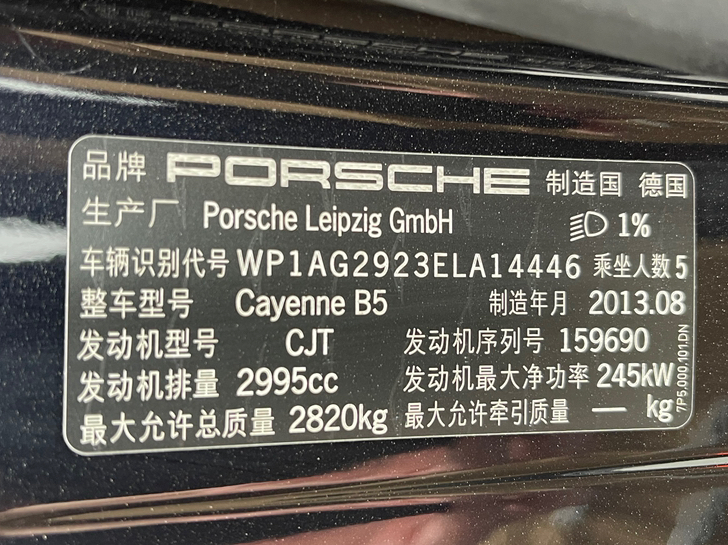 品牌 PORSCHE 制造国 德国
生产厂 Porsche Leipzig GmbH 1%
车辆识别代号 WP1AG2923ELA14446 乘坐人数 5
整车型号 Cayenne B5 制造年月 2013.08
发动机型号 CJT 发动机序列号 159690
发动机排量 2995cc 发动机最大净功率 245kW
最大允许总质量 2820kg 最大允许牵引质量 — kg
7P5.000.101.DN